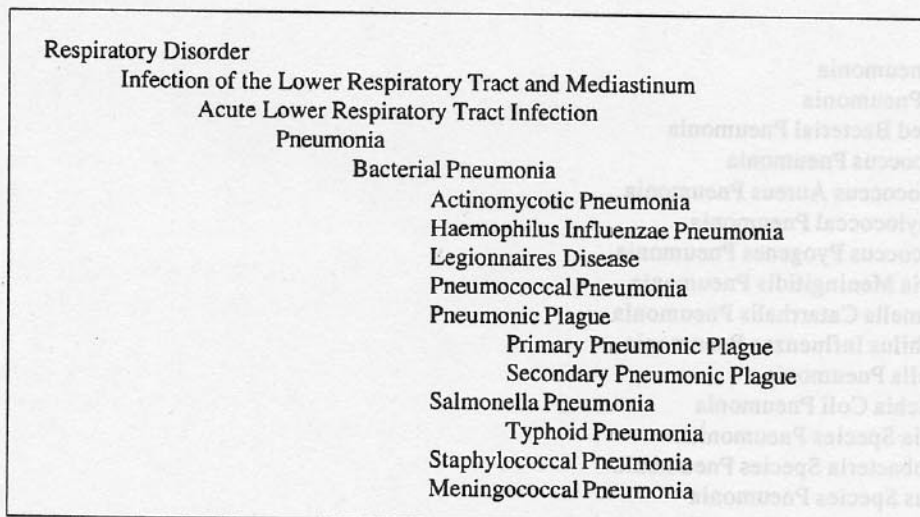 Respiratory Disorder
Infection of the Lower Respiratory Tract and Mediastinum
Acute Lower Respiratory Tract Infection
Pneumonia
Bacterial Pneumonia
Actinomycotic Pneumonia
Haemophilus Influenzae Pneumonia
Legionnaires Disease
Pneumococcal Pneumonia
Pneumonic Plague
Primary Pneumonic Plague
Secondary Pneumonic Plague
Salmonella Pneumonia
Typhoid Pneumonia
Staphylococcal Pneumonia
Meningococcal Pneumonia